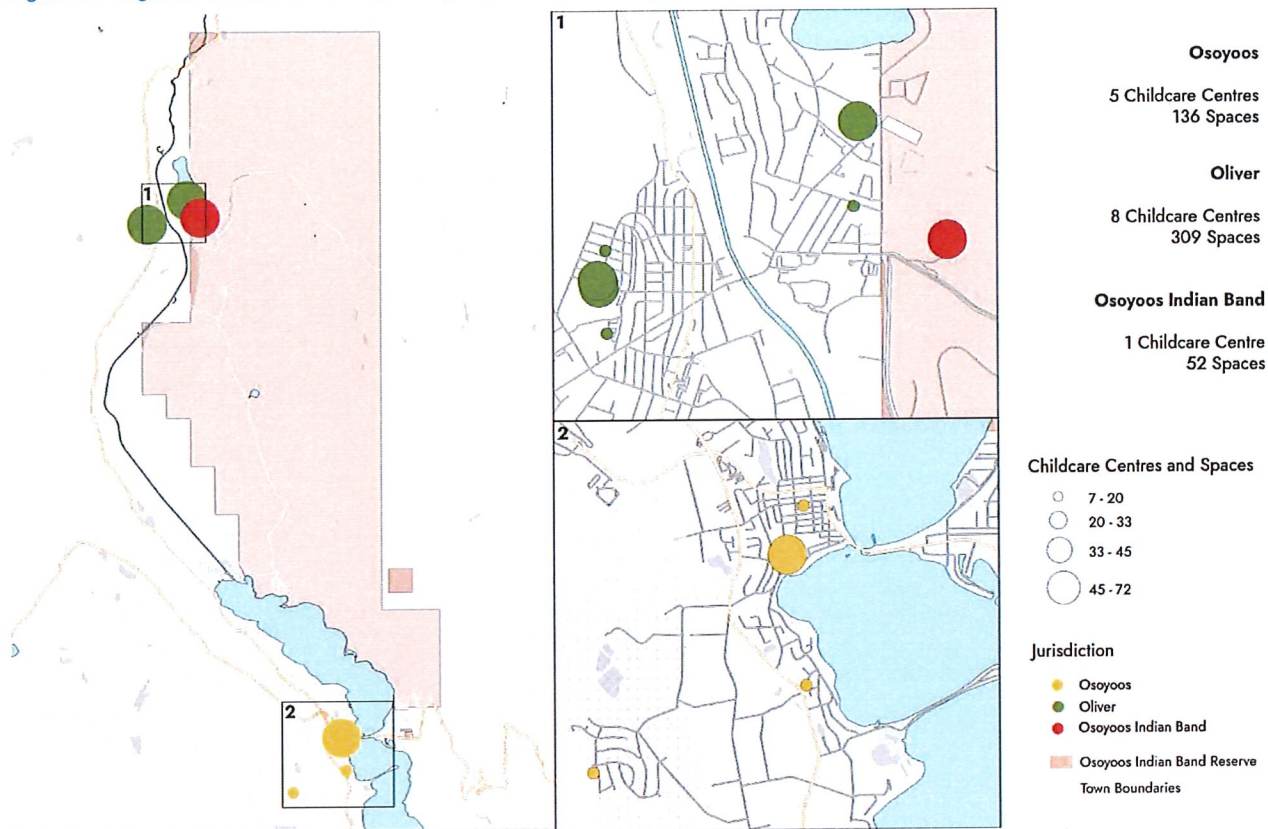 1
2
1
2
Osoyoos
5 Childcare Centres
136 Spaces
Oliver
8 Childcare Centres
309 Spaces
Osoyoos Indian Band
1 Childcare Centre
52 Spaces
Childcare Centres and Spaces
7 - 20
20 - 33
33 - 45
45 - 72
Jurisdiction
Osoyoos
Oliver
Osoyoos Indian Band
Osoyoos Indian Band Reserve
Town Boundaries